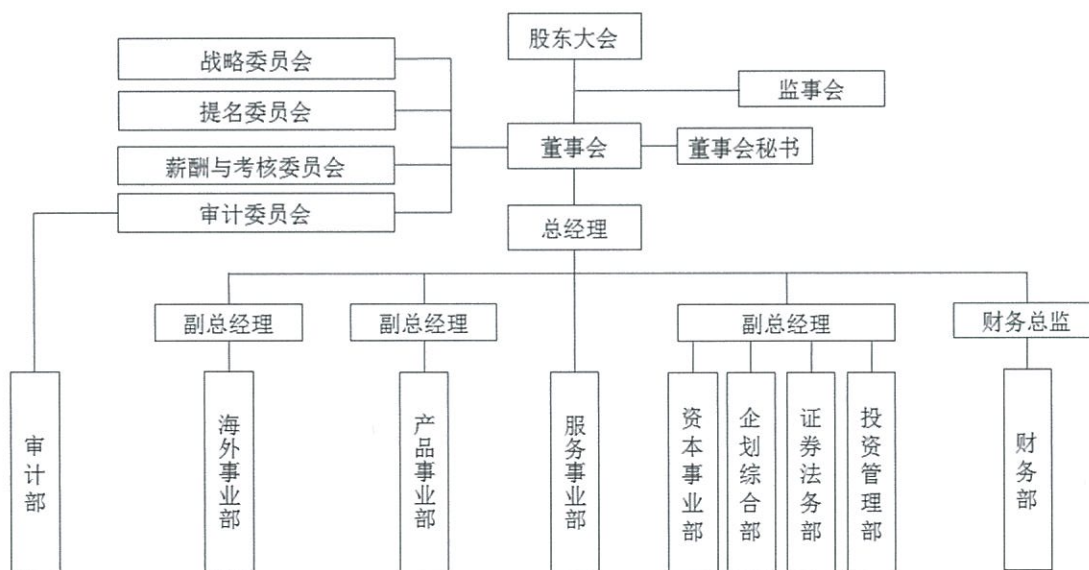 股东大会
战略委员会
监事会
提名委员会
董事会
董事会秘书
薪酬与考核委员会
审计委员会
总经理
副总经理
副总经理
副总经理
财务总监
审计部
海外事业部
产品事业部
服务事业部
资本事业部
企划综合部
证券法务部
投资管理部
财务部